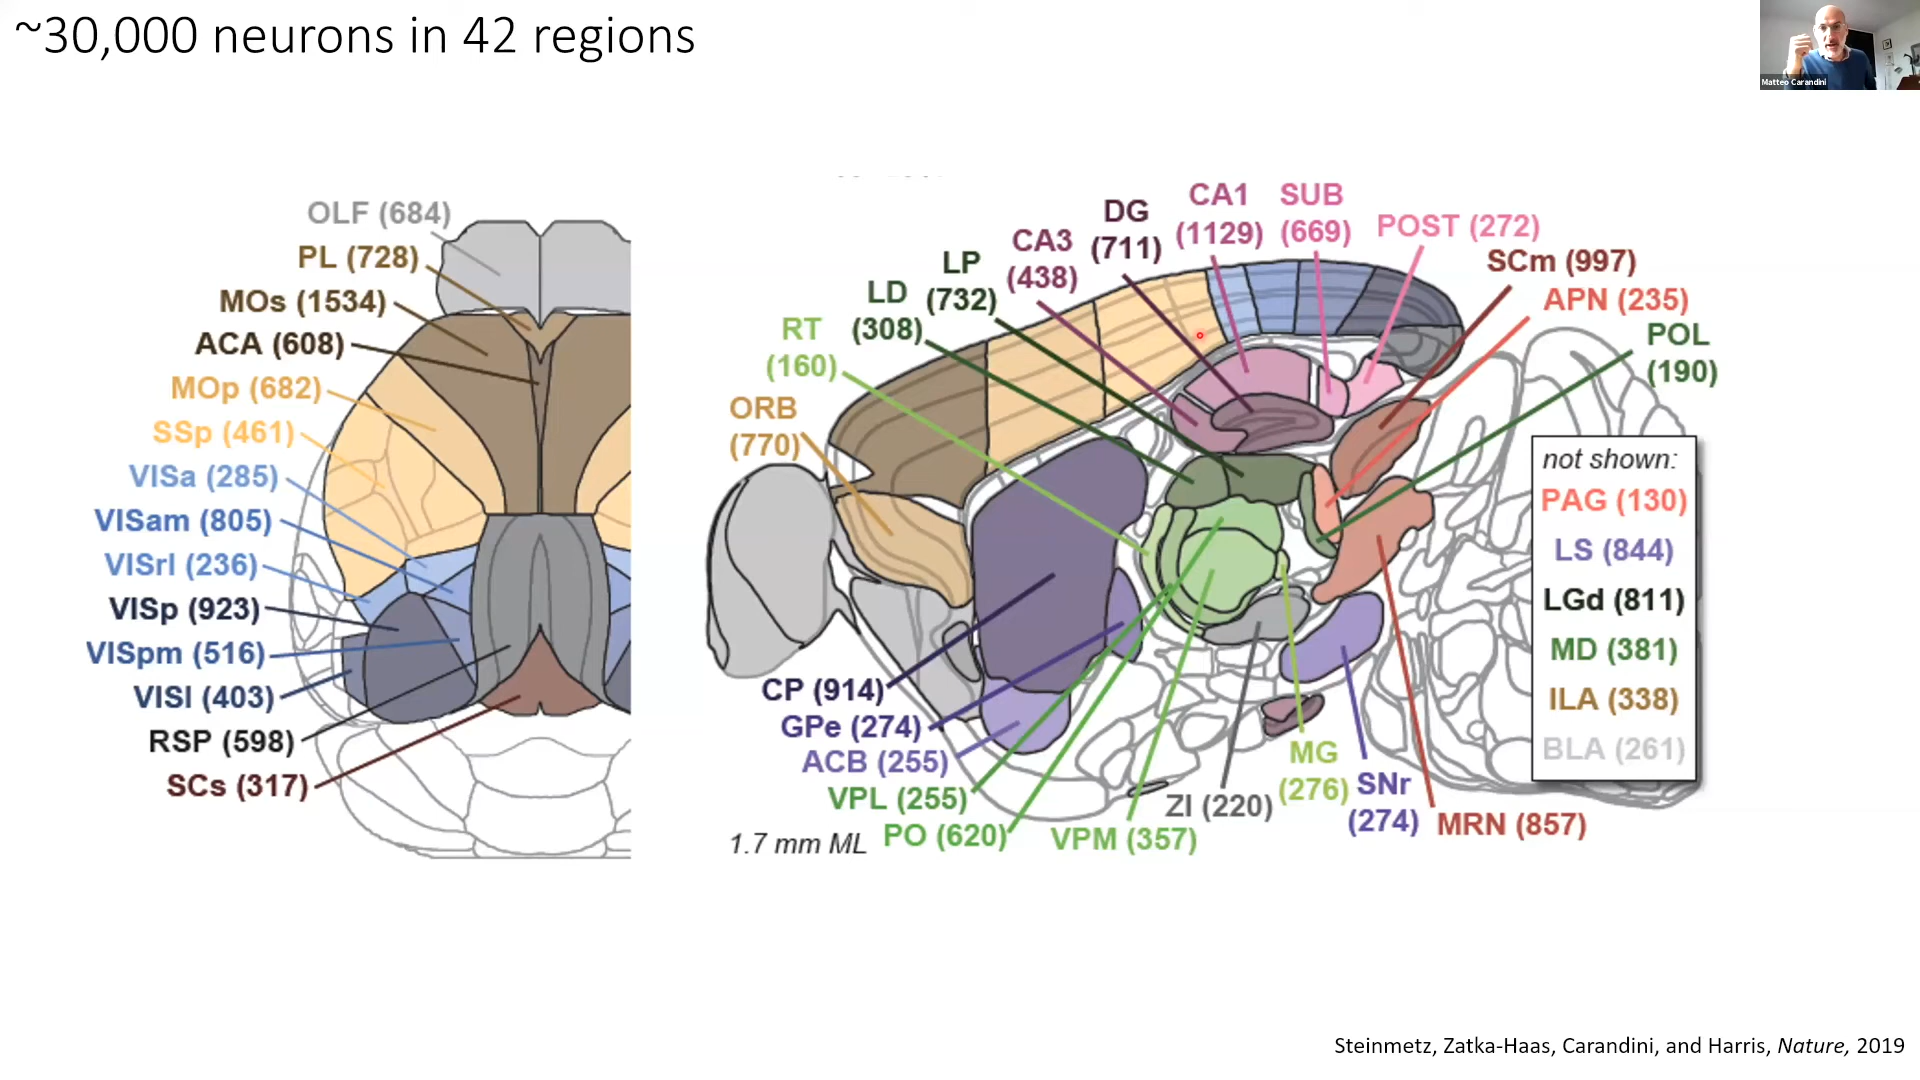 ~30,000 neurons in 42 regions
Matteo Carandini
OLF (684)
PL (728)
MOs (1534)
ACA (608)
MOp (682)
SSp (461)
VISa (285)
VISam (805)
VISrl (236)
VISp (923)
VISpm (516)
VISl (403)
RSP (598)
SCs (317)
ORB
(770)
RT
(160)
LD
(308)
LP
(732)
CA3
(438)
DG
(711)
CA1
(1129)
SUB
(669)
POST (272)
SCm (997)
APN (235)
POL
(190)
CP (914)
GPe (274)
ACB (255)
VPL (255)
PO (620)
VPM (357)
ZI (220)
MG
(276)
SNr
(274)
MRN (857)
1.7 mm ML
not shown:
PAG (130)
LS (844)
LGd (811)
MD (381)
ILA (338)
BLA (261)
Steinmetz, Zatka-Haas, Carandini, and Harris, Nature, 2019